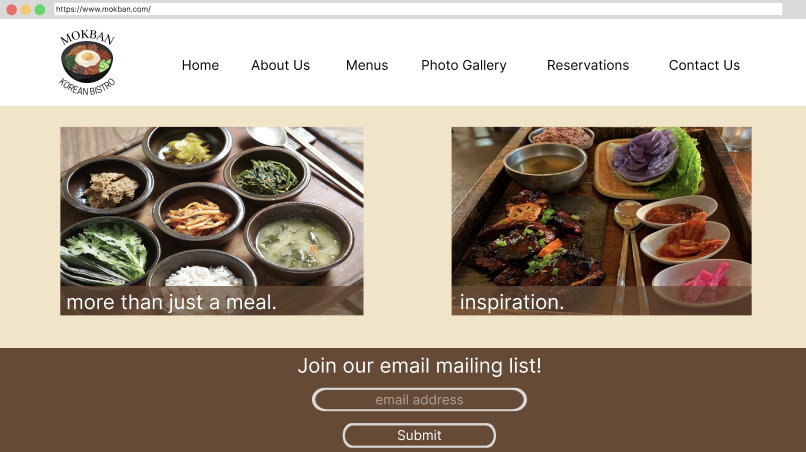 https://www.mokban.com/
MOKBAN
KOREAN BISTRO
Home About Us Menus Photo Gallery Reservations Contact Us
more than just a meal.
inspiration.
Join our email mailing list!
email address
Submit